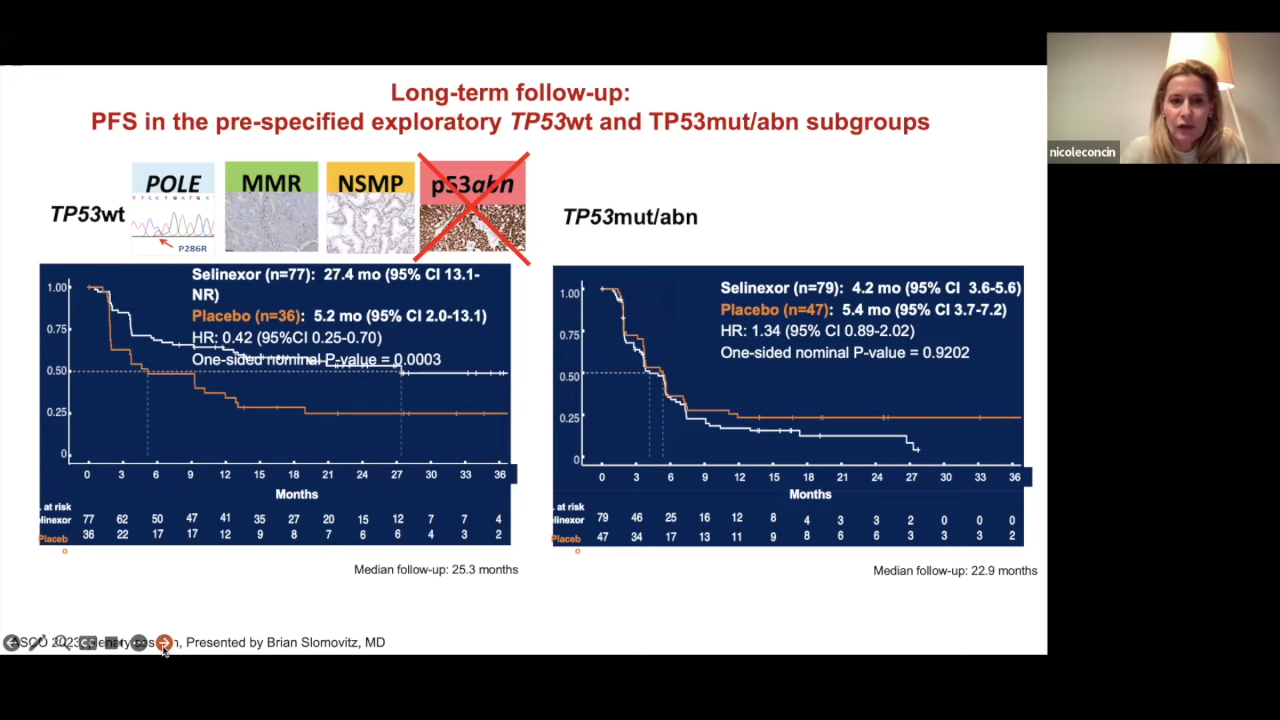 Long-term follow-up:
PFS in the pre-specified exploratory TP53wt and TP53mut/abn subgroups
nicoleconcin
POLE
MMR
NSMP
p53abn
TP53wt
P286R
TP53mut/abn
Selinexor (n=77): 27.4 mo (95% CI 13.1-
NR)
Placebo (n=36): 5.2 mo (95% CI 2.0-13.1)
HR: 0.42 (95%CI 0.25-0.70)
One-sided nominal P-value = 0.0003
1.00
0.75
0.50
0.25
0
0 3 6 9 12 15 18 21 24 27 30 33 36
Months
. at risk
elinexor 77 62 50 47 41 35 27 20 15 12 7 7 4
Placeb 36 22 17 17 12 9 8 7 6 6 4 3 2
o
Median follow-up: 25.3 months
Selinexor (n=79): 4.2 mo (95% CI 3.6-5.6)
Placebo (n=47): 5.4 mo (95% CI 3.7-7.2)
HR: 1.34 (95% CI 0.89-2.02)
One-sided nominal P-value = 0.9202
1.00
0.75
0.50
0.25
0
0 3 6 9 12 15 18 21 24 27 30 33 36
Months
. at risk
elinexor 79 46 25 16 12 8 4 3 3 2 0 0 0
Placeb 47 34 17 13 11 9 8 6 6 3 3 3 2
o
Median follow-up: 22.9 months
ASCO 2023 Presented by Brian Slomovitz, MD